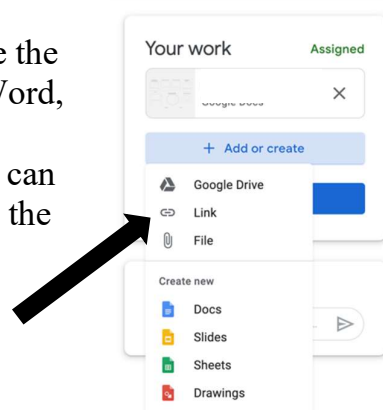 e the
Word,
can
the
Your work Assigned
Google Docs
+ Add or create
Google Drive
Link
File
Create new
Docs
Slides
Sheets
Drawings